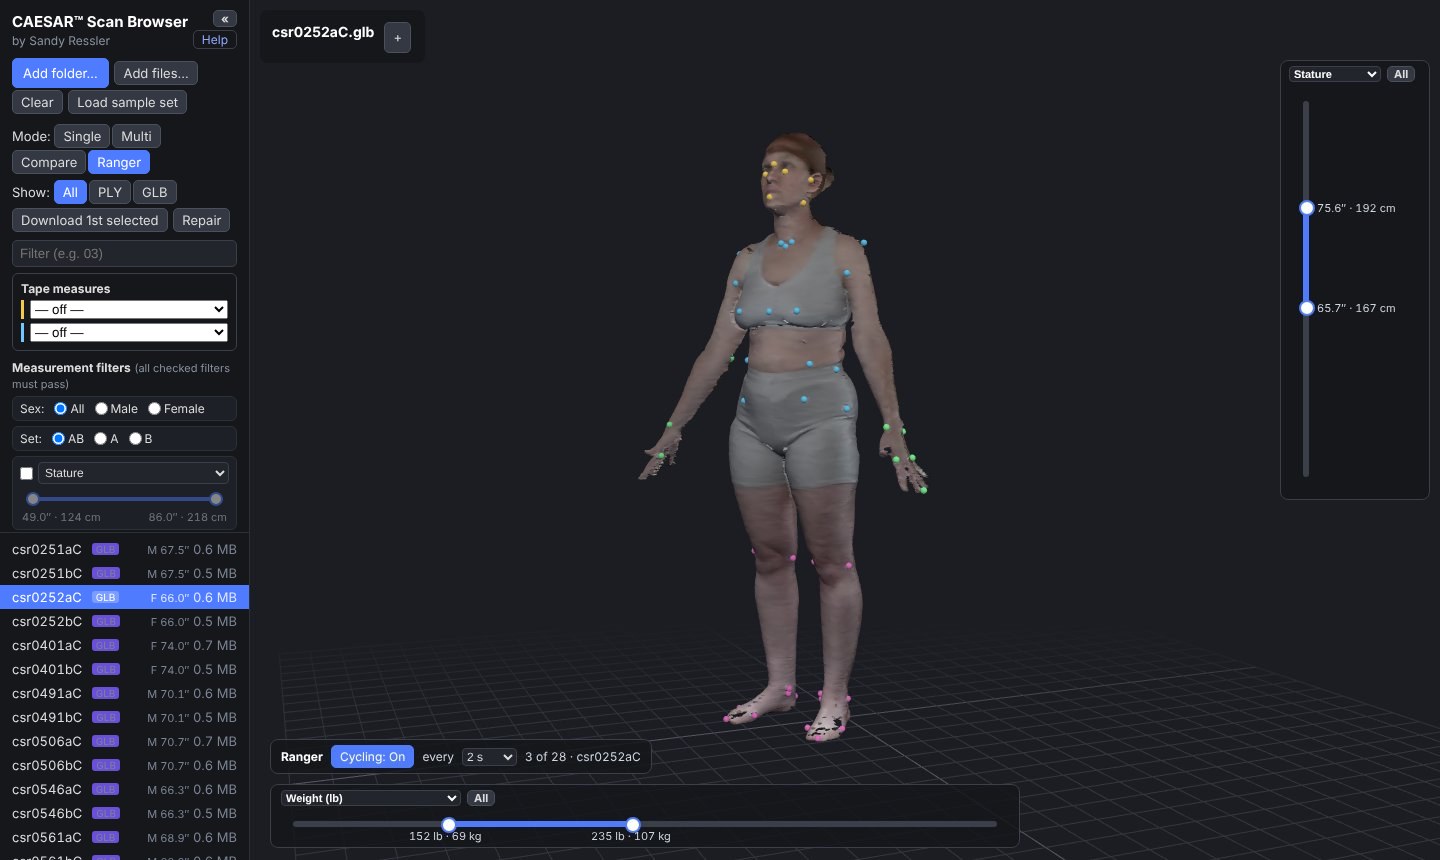 CAESAR™ Scan Browser
«
by Sandy Ressler
Help
Add folder...
Add files...
Clear
Load sample set
Mode: Single Multi
Compare Ranger
Show: All PLY GLB
Download 1st selected
Repair
Filter (e.g. 03)
Tape measures
— off —
— off —
Measurement filters (all checked filters
must pass)
Sex: All Male Female
Set: AB A B
Stature
49.0″ · 124 cm 86.0″ · 218 cm
csr0251aC GLB M 67.5″ 0.6 MB
csr0251bC GLB M 67.5″ 0.5 MB
csr0252aC GLB F 66.0″ 0.6 MB
csr0252bC GLB F 66.0″ 0.5 MB
csr0401aC GLB F 74.0″ 0.7 MB
csr0401bC GLB F 74.0″ 0.5 MB
csr0491aC GLB M 70.1″ 0.6 MB
csr0491bC GLB M 70.1″ 0.5 MB
csr0506aC GLB M 70.7″ 0.7 MB
csr0506bC GLB M 70.7″ 0.6 MB
csr0546aC GLB M 66.3″ 0.6 MB
csr0546bC GLB M 66.3″ 0.5 MB
csr0561aC GLB M 68.9″ 0.6 MB
csr0252aC.glb
+
Stature All
75.6″ · 192 cm
65.7″ · 167 cm
Ranger Cycling: On every 2 s 3 of 28 · csr0252aC
Weight (lb) All
152 lb · 69 kg 235 lb · 107 kg